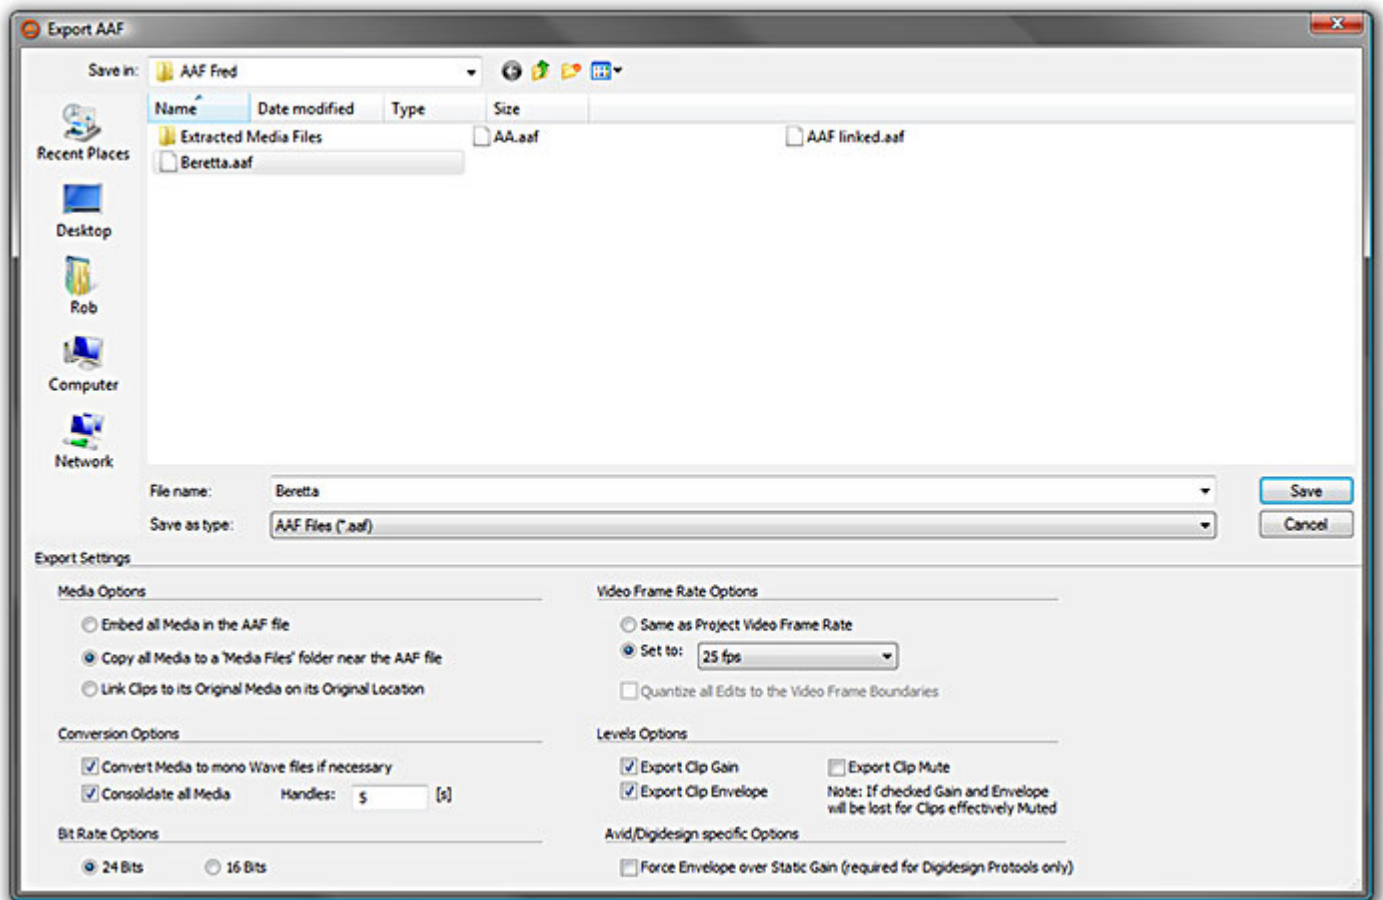 Export AAF
Save in: AAF Fred
Name Date modified Type Size
Extracted Media Files AA.aaf AAF linked.aaf
Beretta.aaf
Recent Places
Desktop
Rob
Computer
Network
File name: Beretta Save
Save as type: AAF Files (*.aaf) Cancel
Export Settings
Media Options
Embed all Media in the AAF file
Copy all Media to a 'Media Files' folder near the AAF file
Link Clips to its Original Media on its Original Location
Video Frame Rate Options
Same as Project Video Frame Rate
Set to: 25 fps
Quantize all Edits to the Video Frame Boundaries
Conversion Options
Convert Media to mono Wave files if necessary
Consolidate all Media Handles: 5 [s]
Levels Options
Export Clip Gain Export Clip Mute
Export Clip Envelope Note: If checked Gain and Envelope
will be lost for Clips effectively Muted
Bit Rate Options
24 Bits 16 Bits
Avid/Digidesign specific Options
Force Envelope over Static Gain (required for Digidesign Protools only)